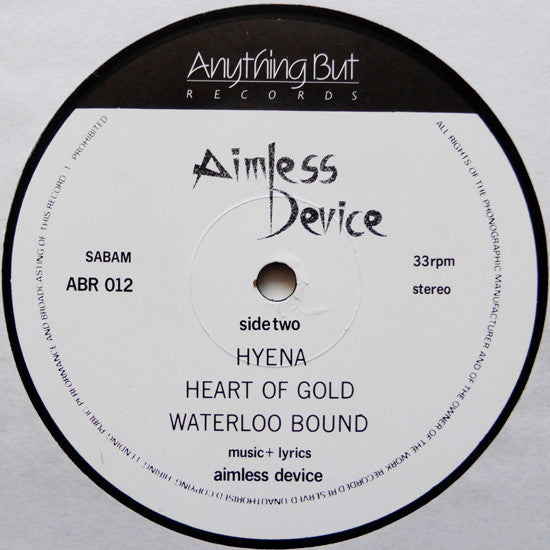 Anything But
RECORDS
Aimless
Device
SABAM
ABR 012
33rpm
stereo
side two
HYENA
HEART OF GOLD
WATERLOO BOUND
music + lyrics
aimless device
ALL RIGHTS OF THE PHONOGRAPHIC MANUFACTURER AND OF THE OWNER OF THE WORK RECORDED RESERVED UNAUTHORISED COPYING HIRING LENDING PUBLIC PERFORMANCE AND BROADCASTING OF THIS RECORD PROHIBITED